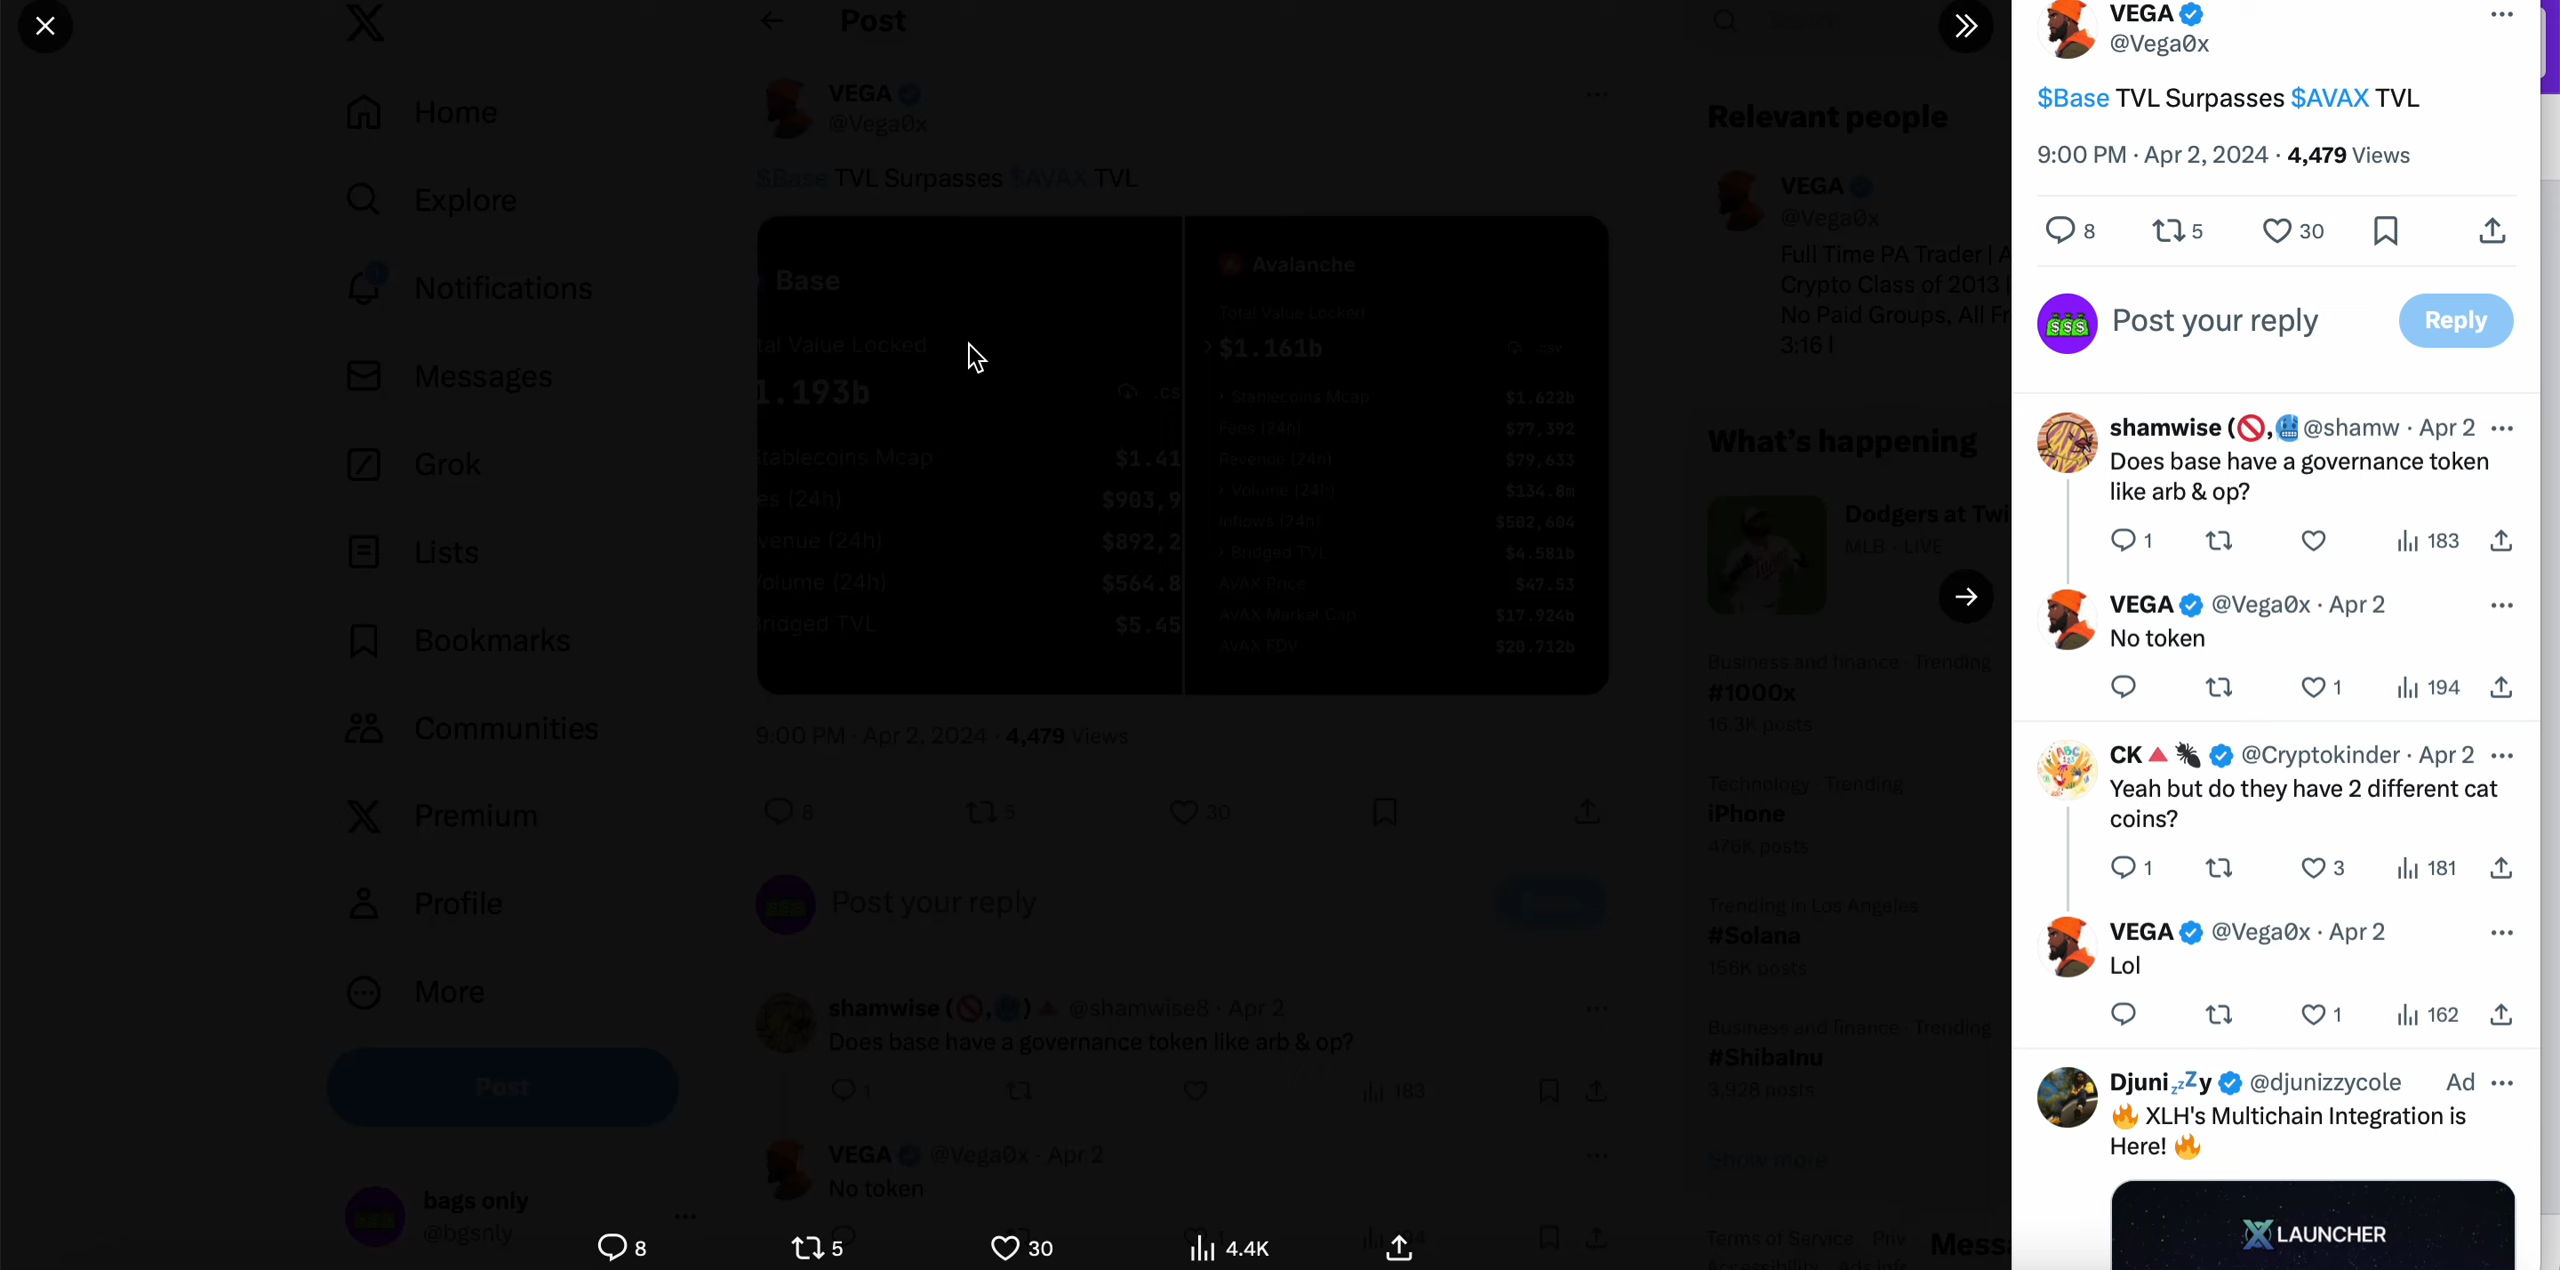 Post
Home
Explore
Notifications
Messages
Grok
Lists
Bookmarks
Communities
Premium
Profile
More
Post
bags only
@bgsnly
VEGA
@Vega0x
$Base TVL Surpasses $AVAX TVL
Base
tal Value Locked
1.193b
.cs
tablecoins Mcap $1.41
es (24h) $903,9
venue (24h) $892,2
Volume (24h) $564.8
ridged TVL $5.45
Avalanche
Total Value Locked
$1.161b
.csv
Stablecoins Mcap $1.622b
Fees (24h) $77,392
Revenue (24h) $79,633
Volume (24h) $134.8m
Inflows (24h) $502,604
Bridged TVL $4.581b
AVAX Price $47.53
AVAX Market Cap $17.924b
AVAX FDV $20.712b
9:00 PM · Apr 2, 2024 · 4,479 Views
8 5 30
Post your reply
shamwise (🚫,🥶) 🔺 @shamwise8 · Apr 2
Does base have a governance token like arb & op?
1 183
VEGA @Vega0x · Apr 2
No token
8 5 30 4.4K
Relevant people
VEGA
@Vega0x
Full Time PA Trader | A
Crypto Class of 2013 |
No Paid Groups, All Fr
3:16 |
What's happening
Dodgers at Twi
MLB · LIVE
Business and finance · Trending
#1000x
16.3K posts
Technology · Trending
iPhone
476K posts
Trending in Los Angeles
#Solana
156K posts
Business and finance · Trending
#ShibaInu
3,928 posts
Show more
Terms of Service Priv
Mess
VEGA
@Vega0x
$Base TVL Surpasses $AVAX TVL
9:00 PM · Apr 2, 2024 · 4,479 Views
8 5 30
Post your reply
Reply
shamwise (🚫,🥶 @shamw · Apr 2
Does base have a governance token
like arb & op?
1 183
VEGA @Vega0x · Apr 2
No token
1 194
CK🔺🐜 @Cryptokinder · Apr 2
Yeah but do they have 2 different cat
coins?
1 3 181
VEGA @Vega0x · Apr 2
Lol
1 162
Djuni💤y @djunizzycole Ad
🔥 XLH's Multichain Integration is
Here! 🔥
LAUNCHER